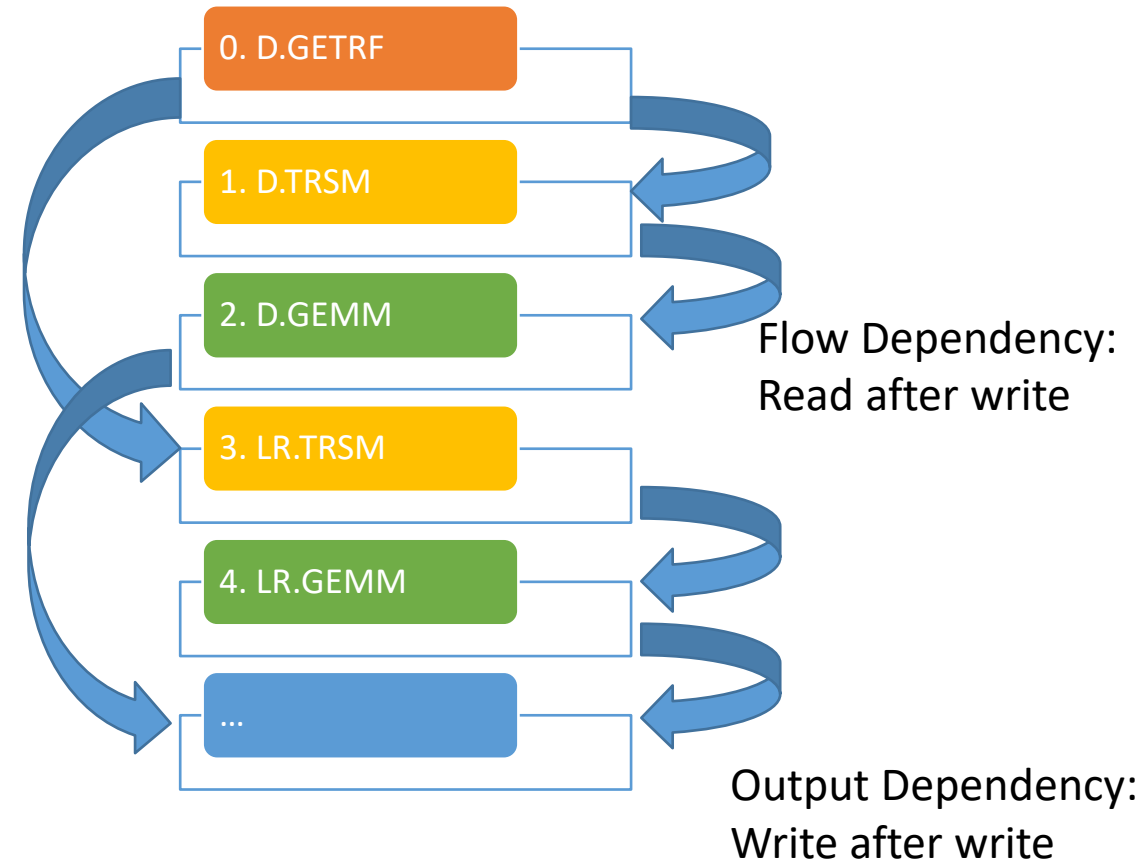 0. D.GETRF
1. D.TRSM
2. D.GEMM
Flow Dependency:
Read after write
3. LR.TRSM
4. LR.GEMM
...
Output Dependency:
Write after write